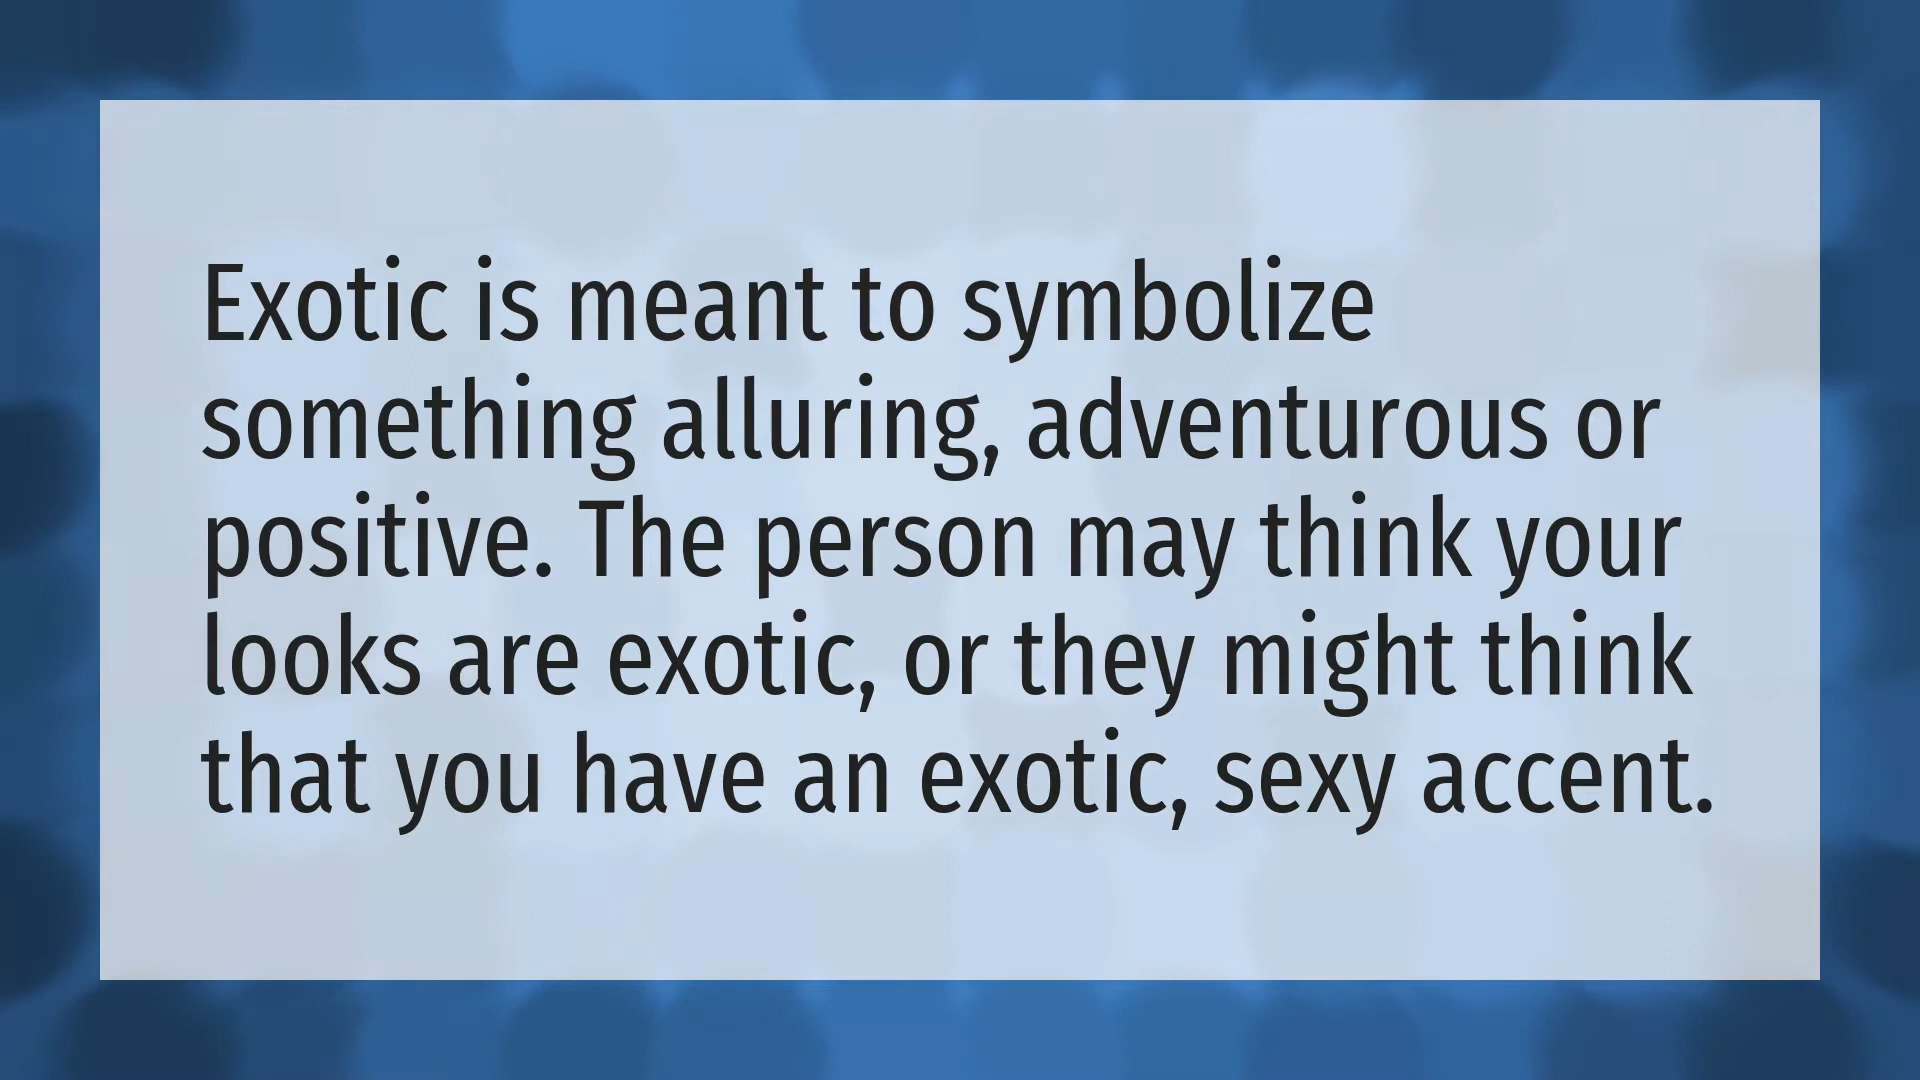 Exotic is meant to symbolize
something alluring, adventurous or
positive. The person may think your
looks are exotic, or they might think
that you have an exotic, sexy accent.